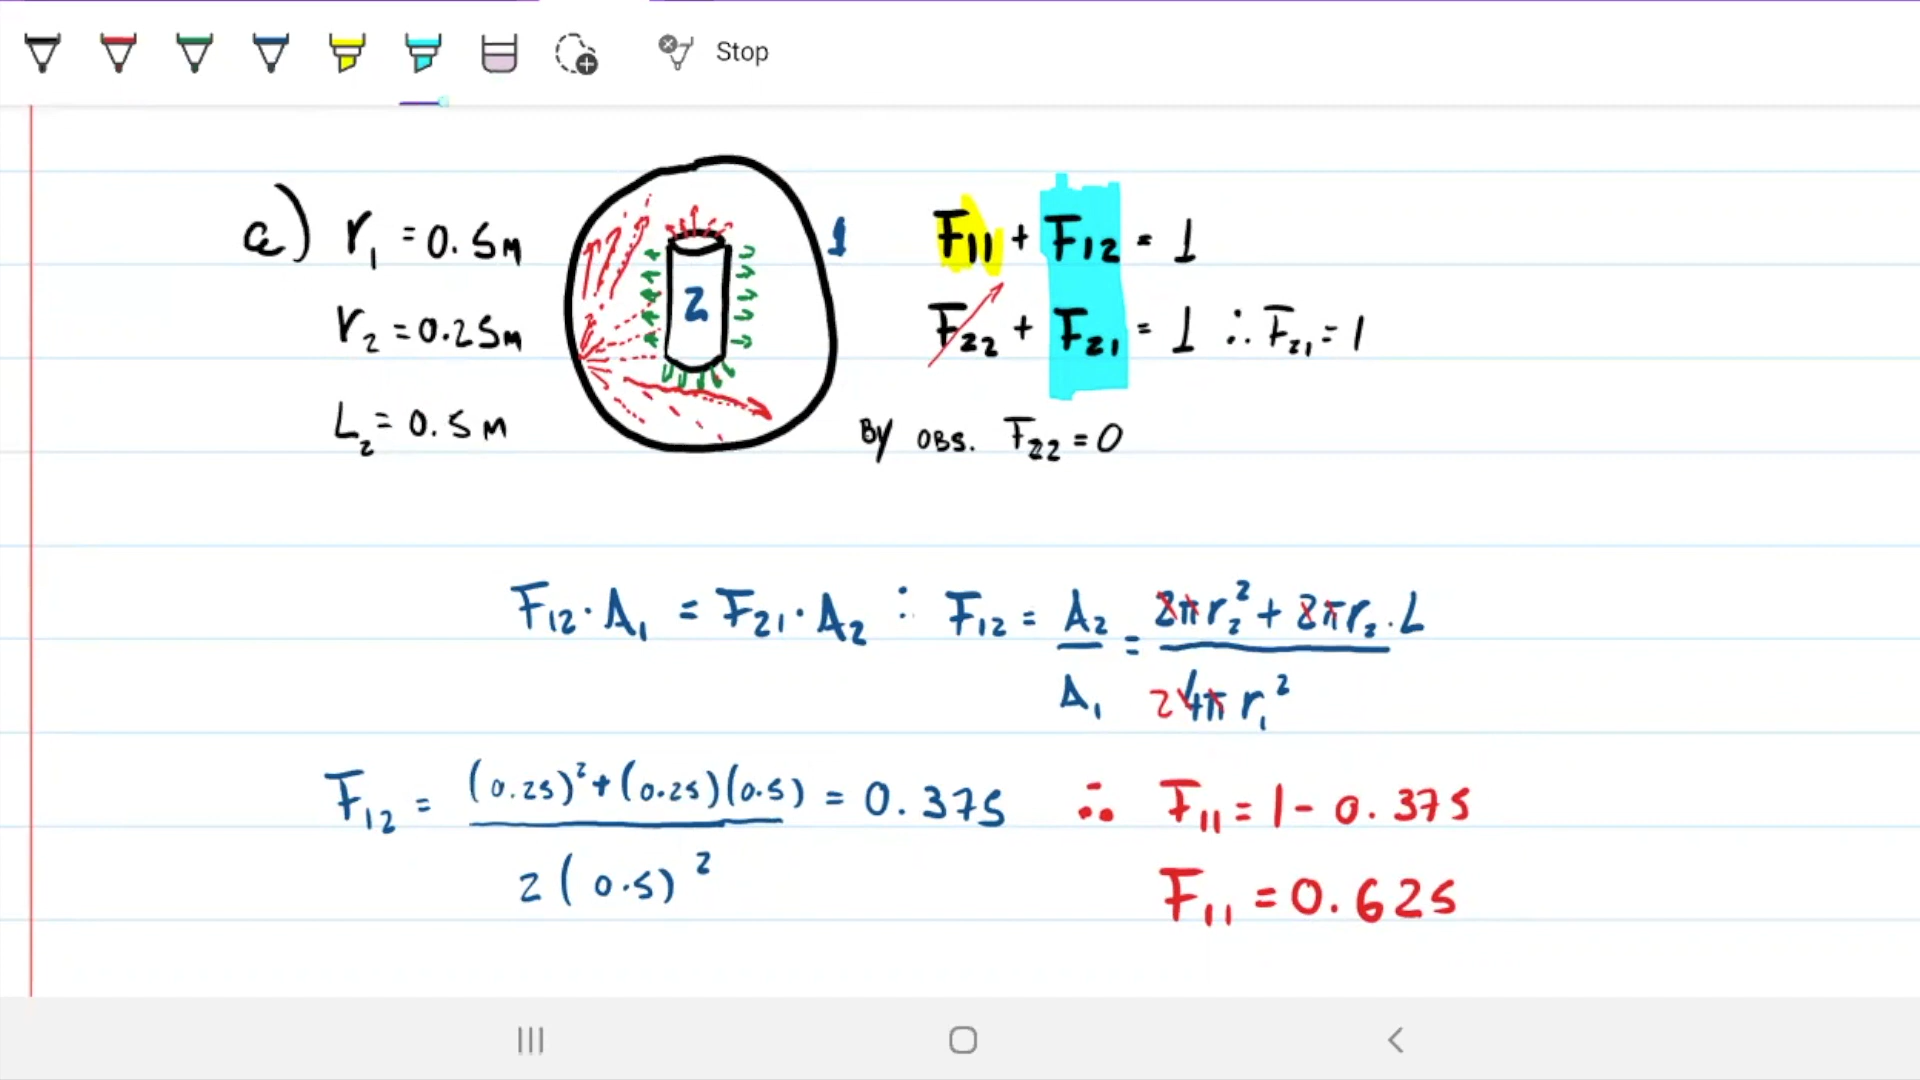 Stop
a) r₁ = 0.5m
r₂ = 0.25m
L₂ = 0.5m
1
2
F₁₁ + F₁₂ = 1
F₂₂ + F₂₁ = 1 ∴ F₂₁ = 1
By obs. F₂₂ = 0
F₁₂ · A₁ = F₂₁ · A₂ ∴ F₁₂ = A₂ / A₁ = (2πr₂² + 2πr₂ · L) / (2 4πr₁²)
F₁₂ = ((0.25)² + (0.25)(0.5)) / (2(0.5)²) = 0.375 ∴ F₁₁ = 1 - 0.375
F₁₁ = 0.625